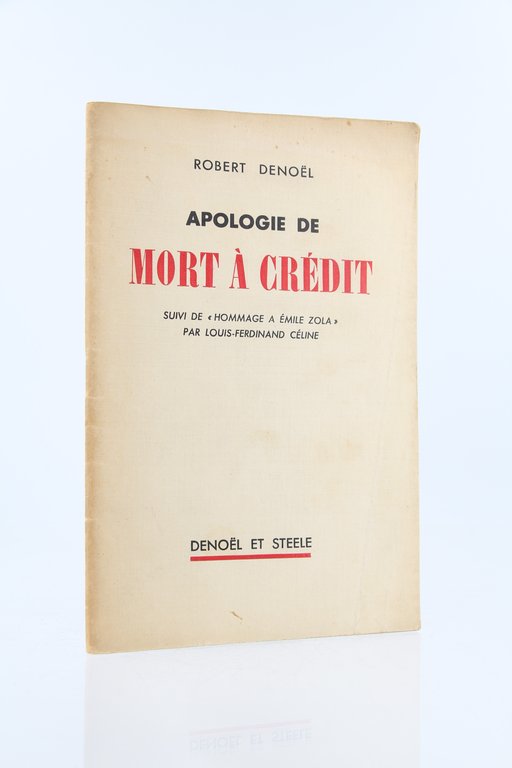 ROBERT DENOËL
APOLOGIE DE
MORT À CRÉDIT
SUIVI DE « HOMMAGE A ÉMILE ZOLA »
PAR LOUIS-FERDINAND CÉLINE
DENOËL ET STEELE